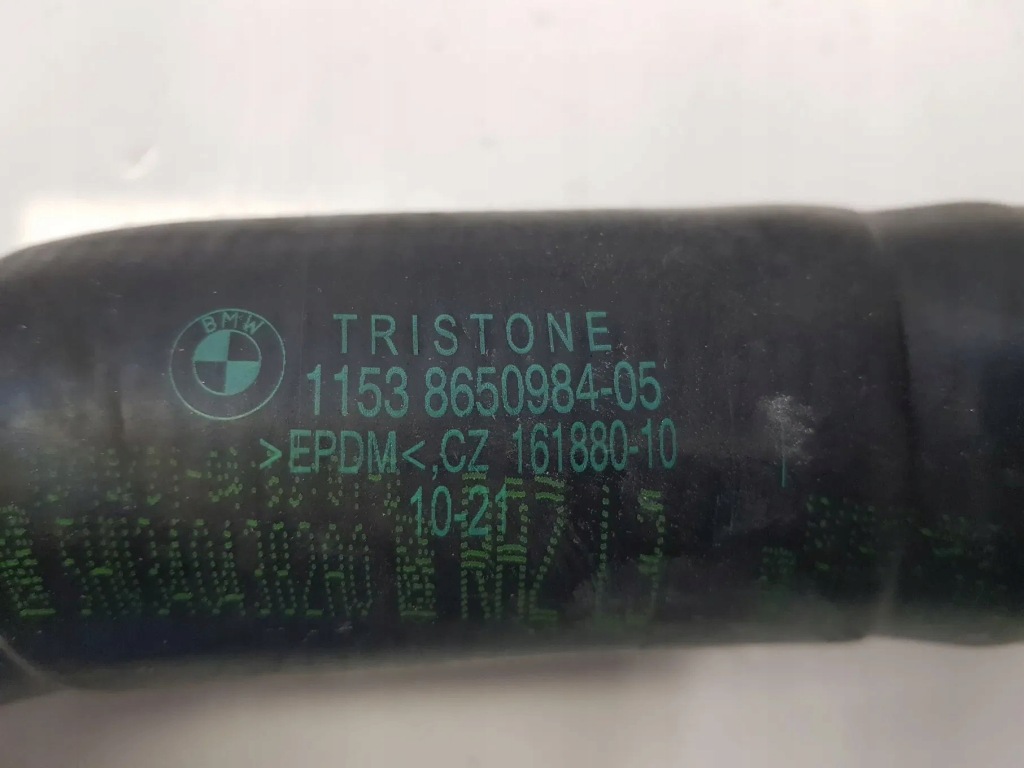 BMW
TRISTONE
1153 8650984-05
>EPDM<,CZ 161880-10
10-21